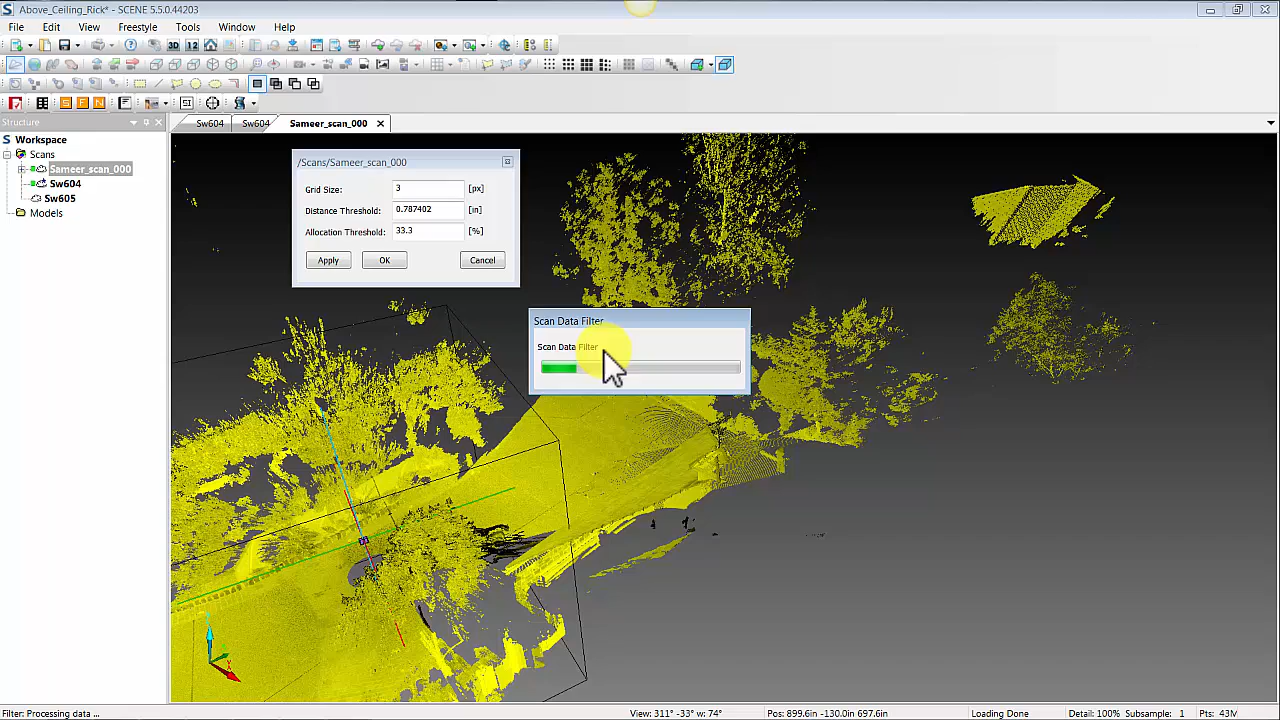 Above_Ceiling_Rick* - SCENE 5.5.0.44203
File Edit View Freestyle Tools Window Help
Structure
Sw604 Sw604 Sameer_scan_000
Workspace
Scans
Sameer_scan_000
Sw604
Sw605
Models
/Scans/Sameer_scan_000
Grid Size: 3 [px]
Distance Threshold: 0.787402 [in]
Allocation Threshold: 33.3 [%]
Apply OK Cancel
Scan Data Filter
Scan Data Filter
Filter: Processing data ... View: 311° -33° w: 74° Pos: 899.6in -130.0in 697.6in Loading Done Detail: 100% Subsample: 1 Pts: 43M